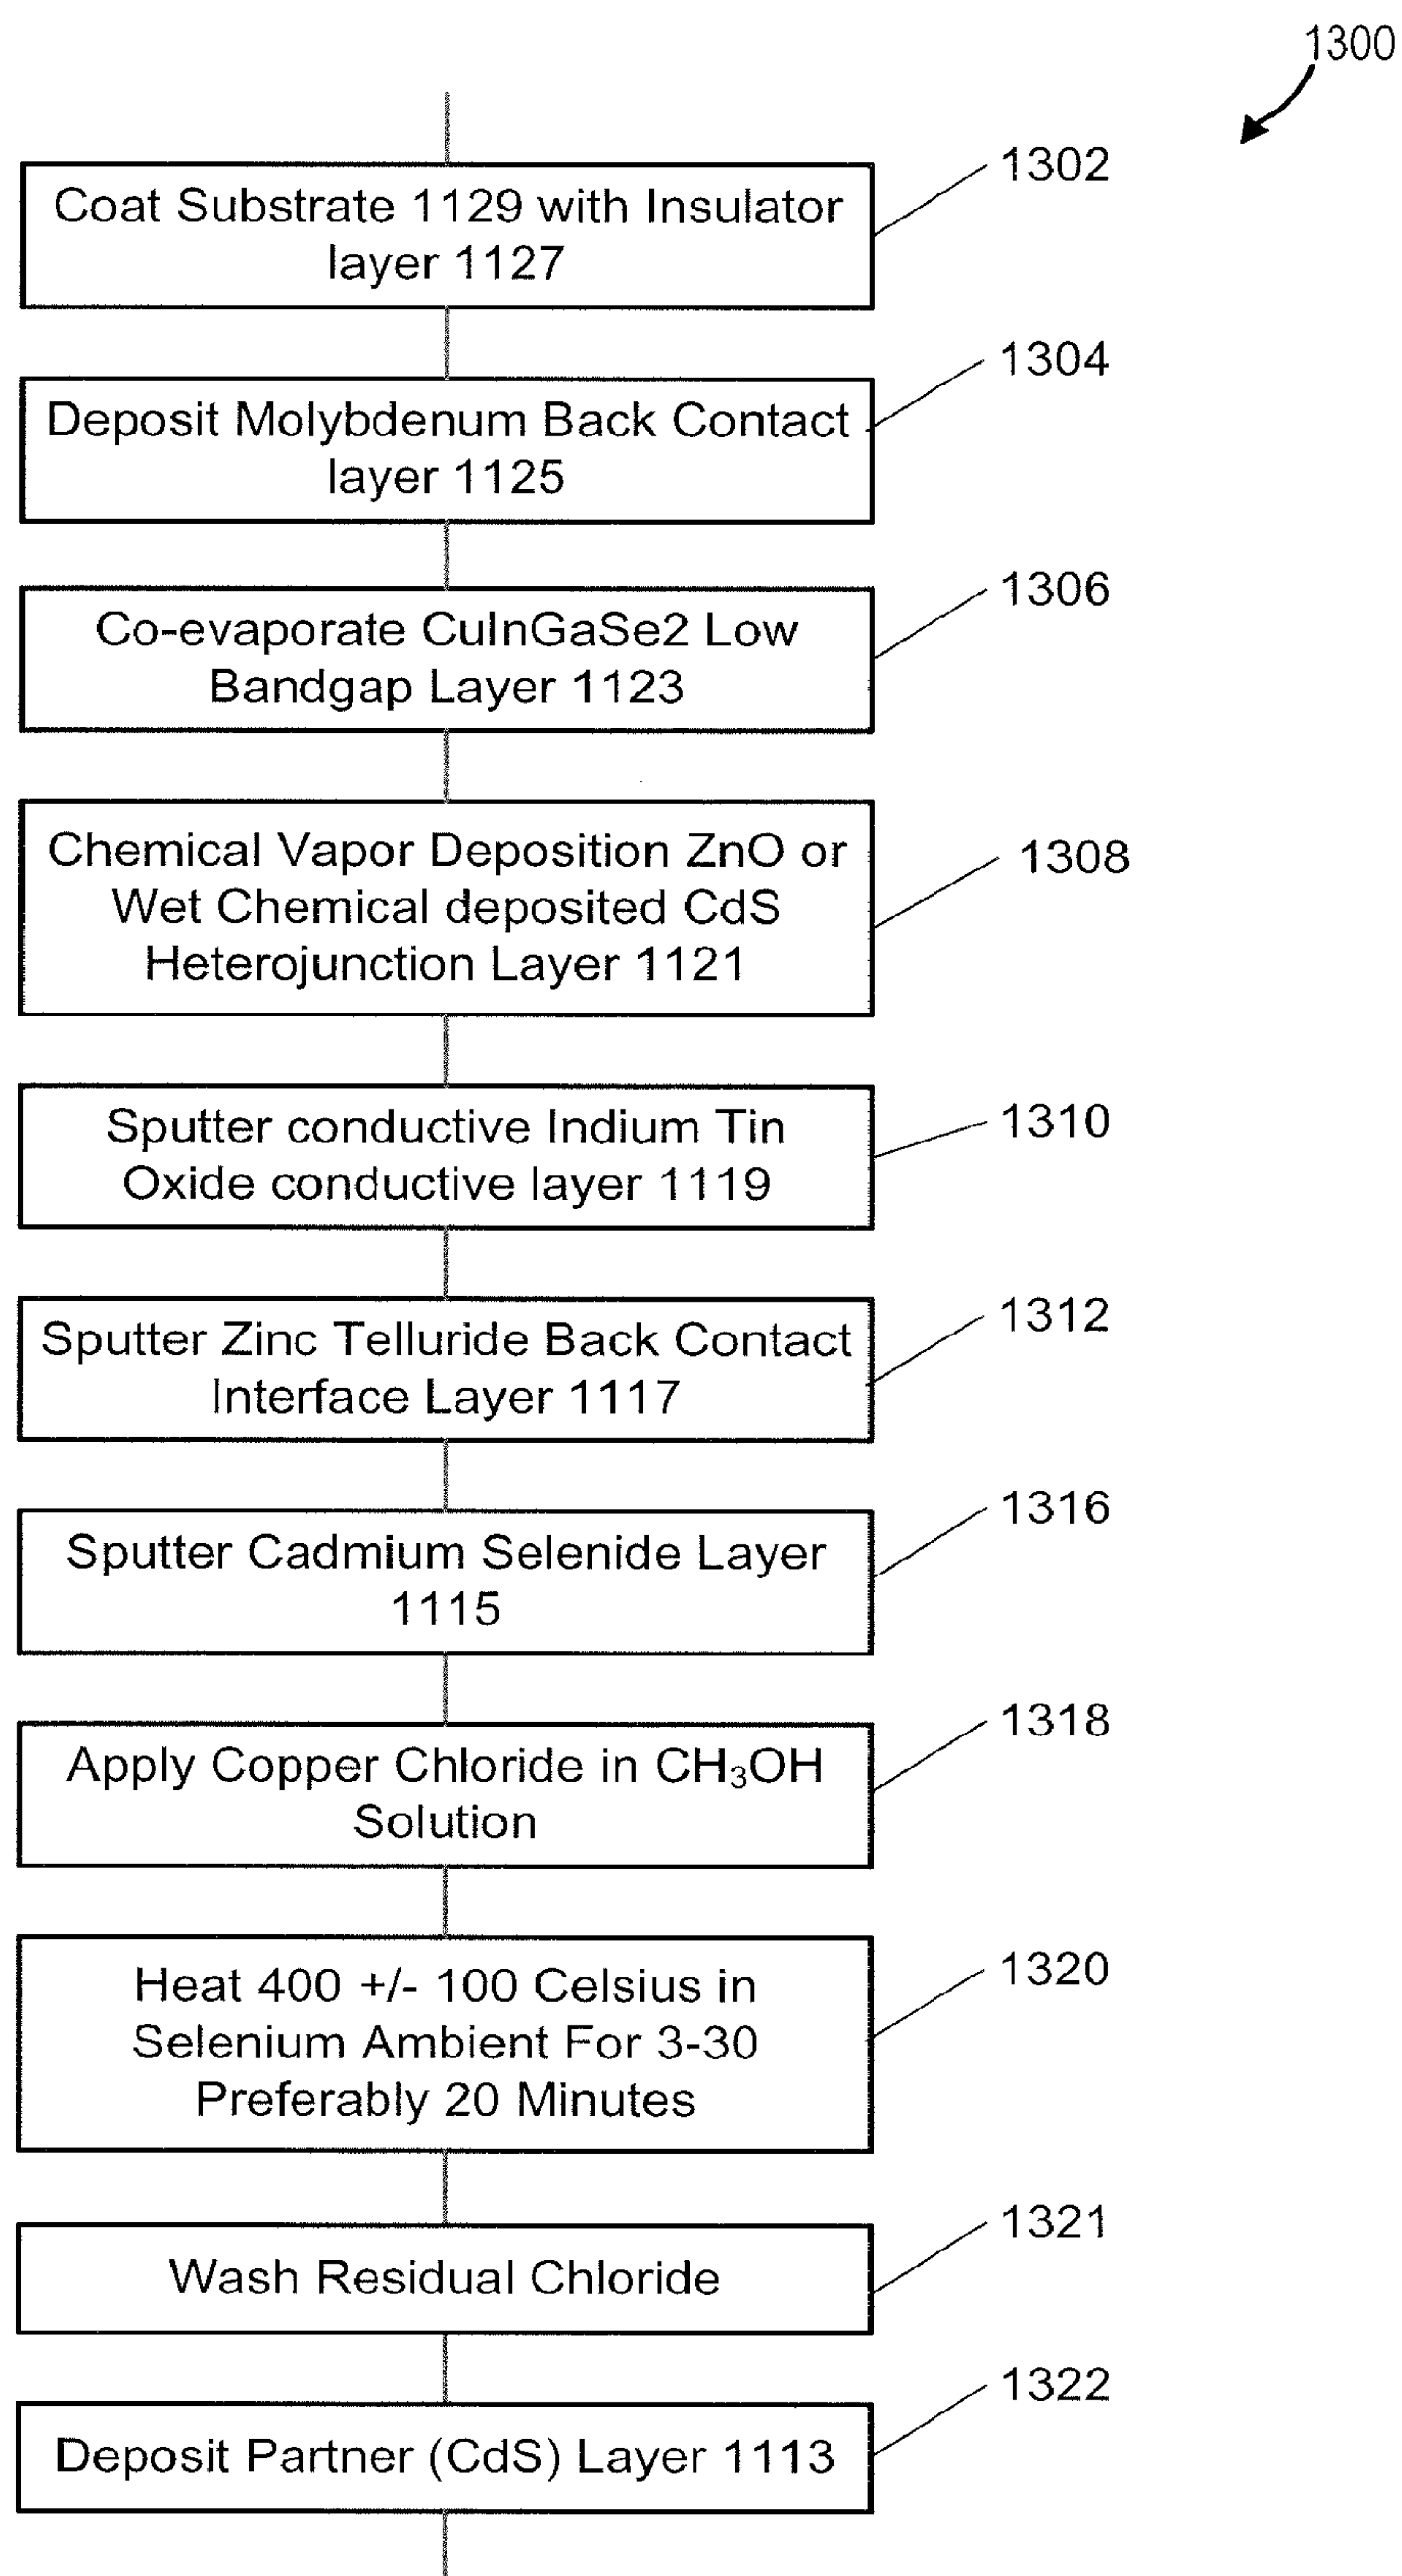 1300
Coat Substrate 1129 with Insulator
layer 1127
1302
Deposit Molybdenum Back Contact
layer 1125
1304
Co-evaporate CuInGaSe2 Low
Bandgap Layer 1123
1306
Chemical Vapor Deposition ZnO or
Wet Chemical deposited CdS
Heterojunction Layer 1121
1308
Sputter conductive Indium Tin
Oxide conductive layer 1119
1310
Sputter Zinc Telluride Back Contact
Interface Layer 1117
1312
Sputter Cadmium Selenide Layer
1115
1316
Apply Copper Chloride in CH₃OH
Solution
1318
Heat 400 +/- 100 Celsius in
Selenium Ambient For 3-30
Preferably 20 Minutes
1320
Wash Residual Chloride
1321
Deposit Partner (CdS) Layer 1113
1322